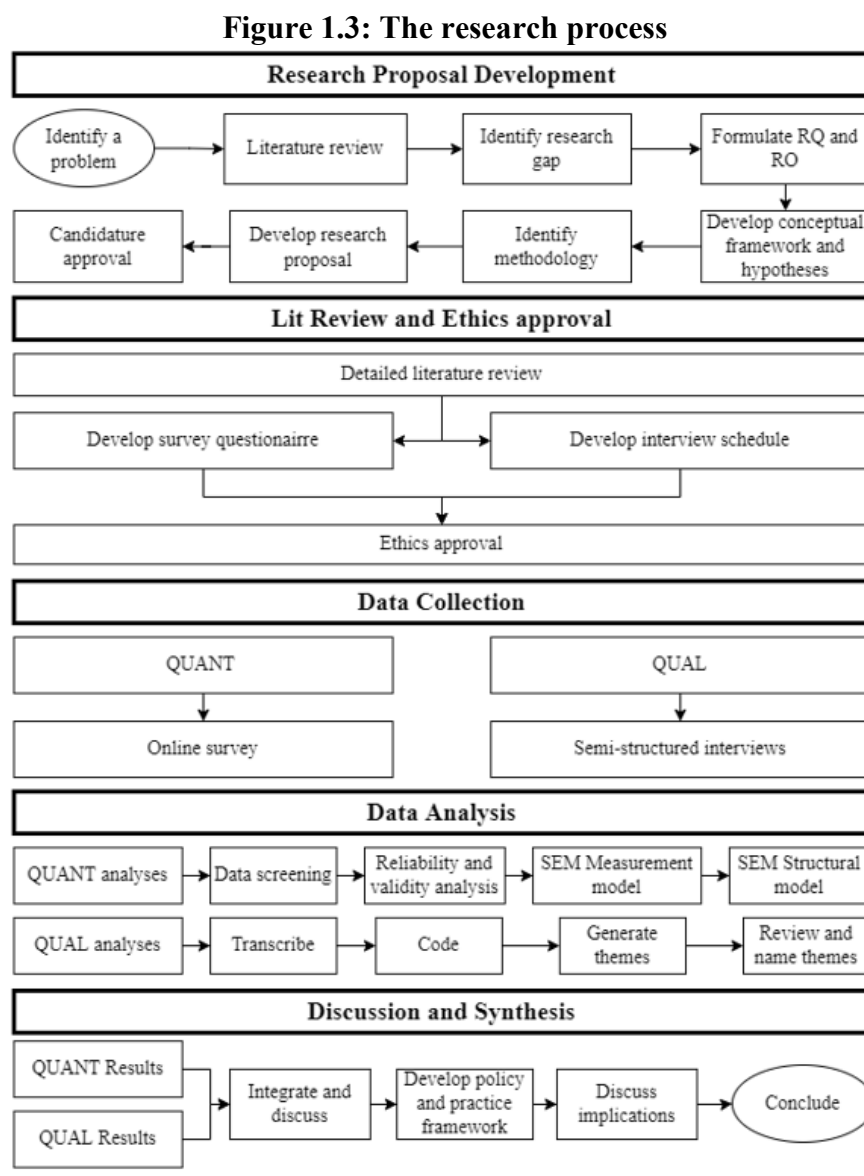 Figure 1.3: The research process
Research Proposal Development
Identify a
problem
Literature review
Identify research
gap
Formulate RQ and
RO
Candidature
approval
Develop research
proposal
Identify
methodology
Develop conceptual
framework and
hypotheses
Lit Review and Ethics approval
Detailed literature review
Develop survey questionairre
Develop interview schedule
Ethics approval
Data Collection
QUANT
QUAL
Online survey
Semi-structured interviews
Data Analysis
QUANT analyses
Data screening
Reliability and
validity analysis
SEM Measurement
model
SEM Structural
model
QUAL analyses
Transcribe
Code
Generate
themes
Review and
name themes
Discussion and Synthesis
QUANT Results
QUAL Results
Integrate and
discuss
Develop policy
and practice
framework
Discuss
implications
Conclude